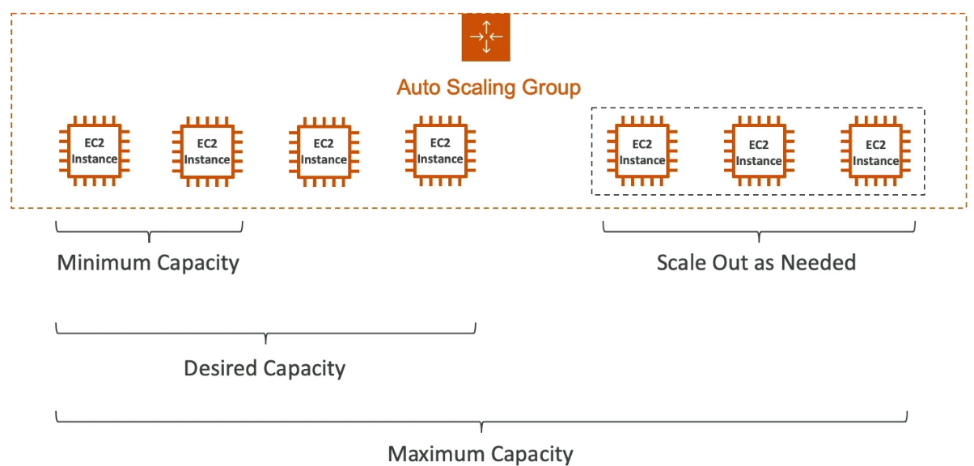 Auto Scaling Group
EC2
Instance
EC2
Instance
EC2
Instance
EC2
Instance
EC2
Instance
EC2
Instance
EC2
Instance
Minimum Capacity
Scale Out as Needed
Desired Capacity
Maximum Capacity